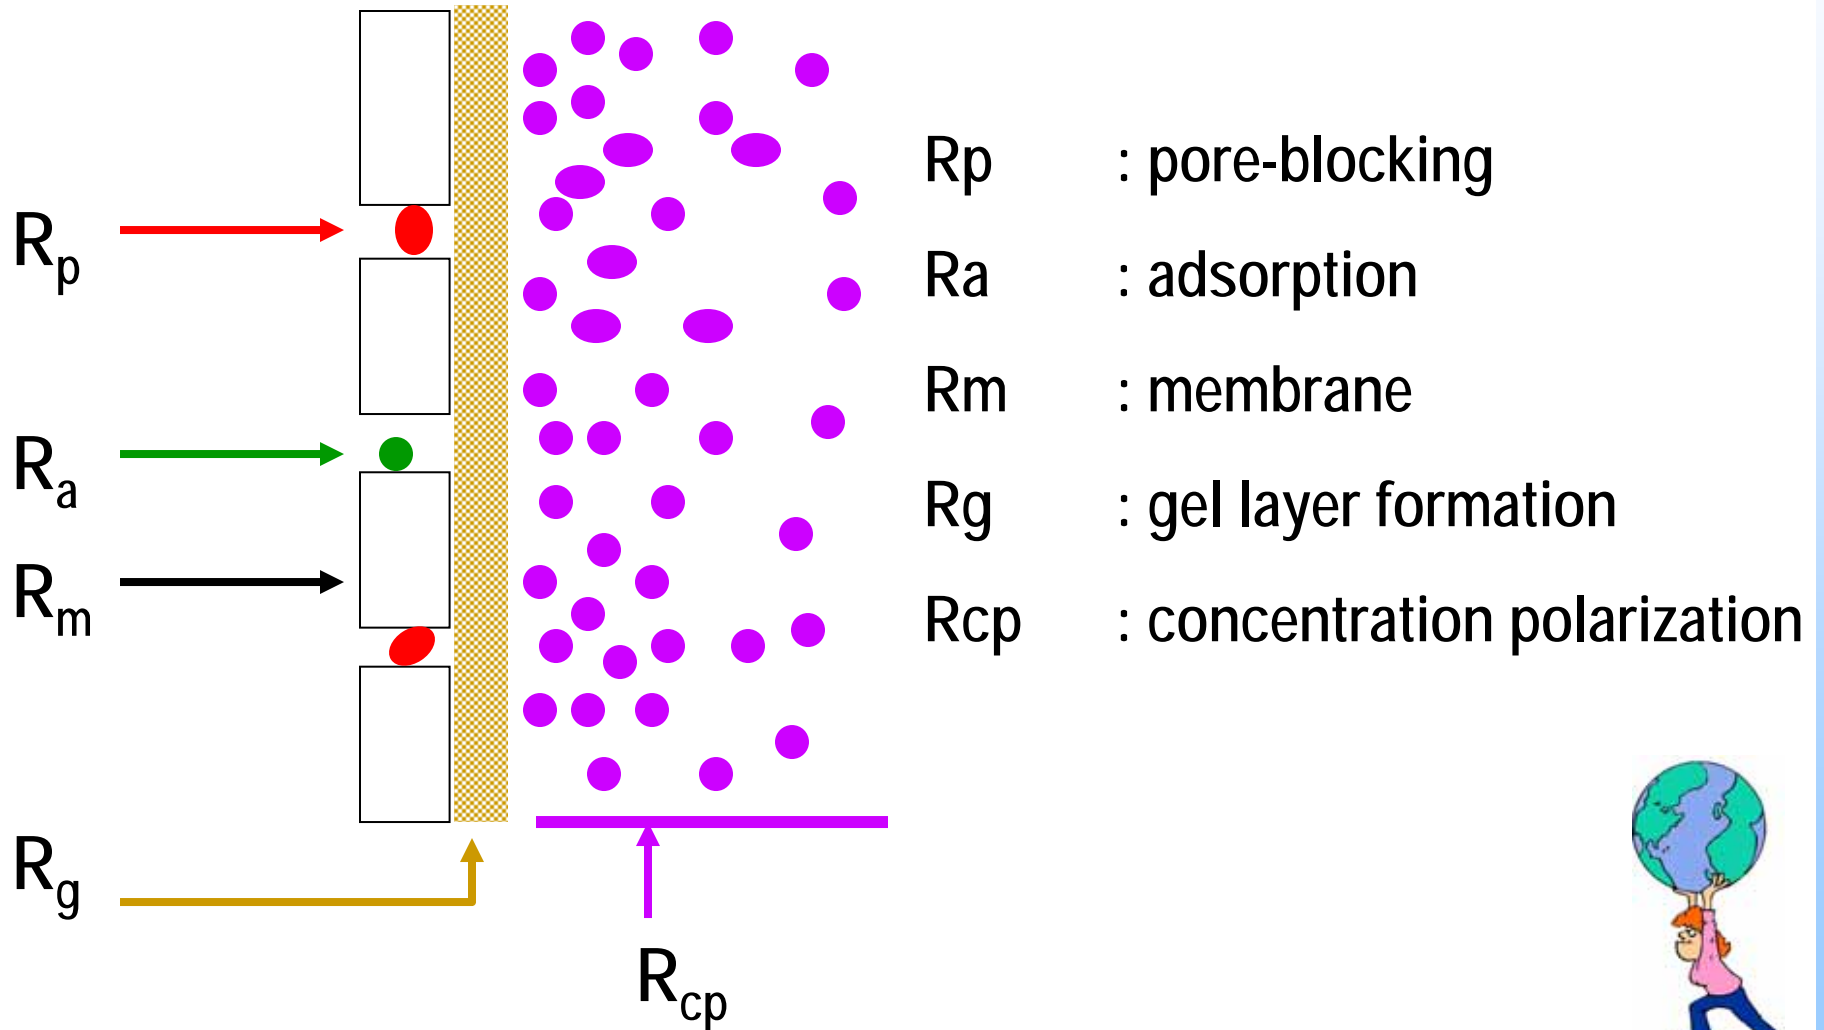 Rp : pore-blocking
Ra : adsorption
Rm : membrane
Rg : gel layer formation
Rcp : concentration polarization
Rp
Ra
Rm
Rg
Rcp